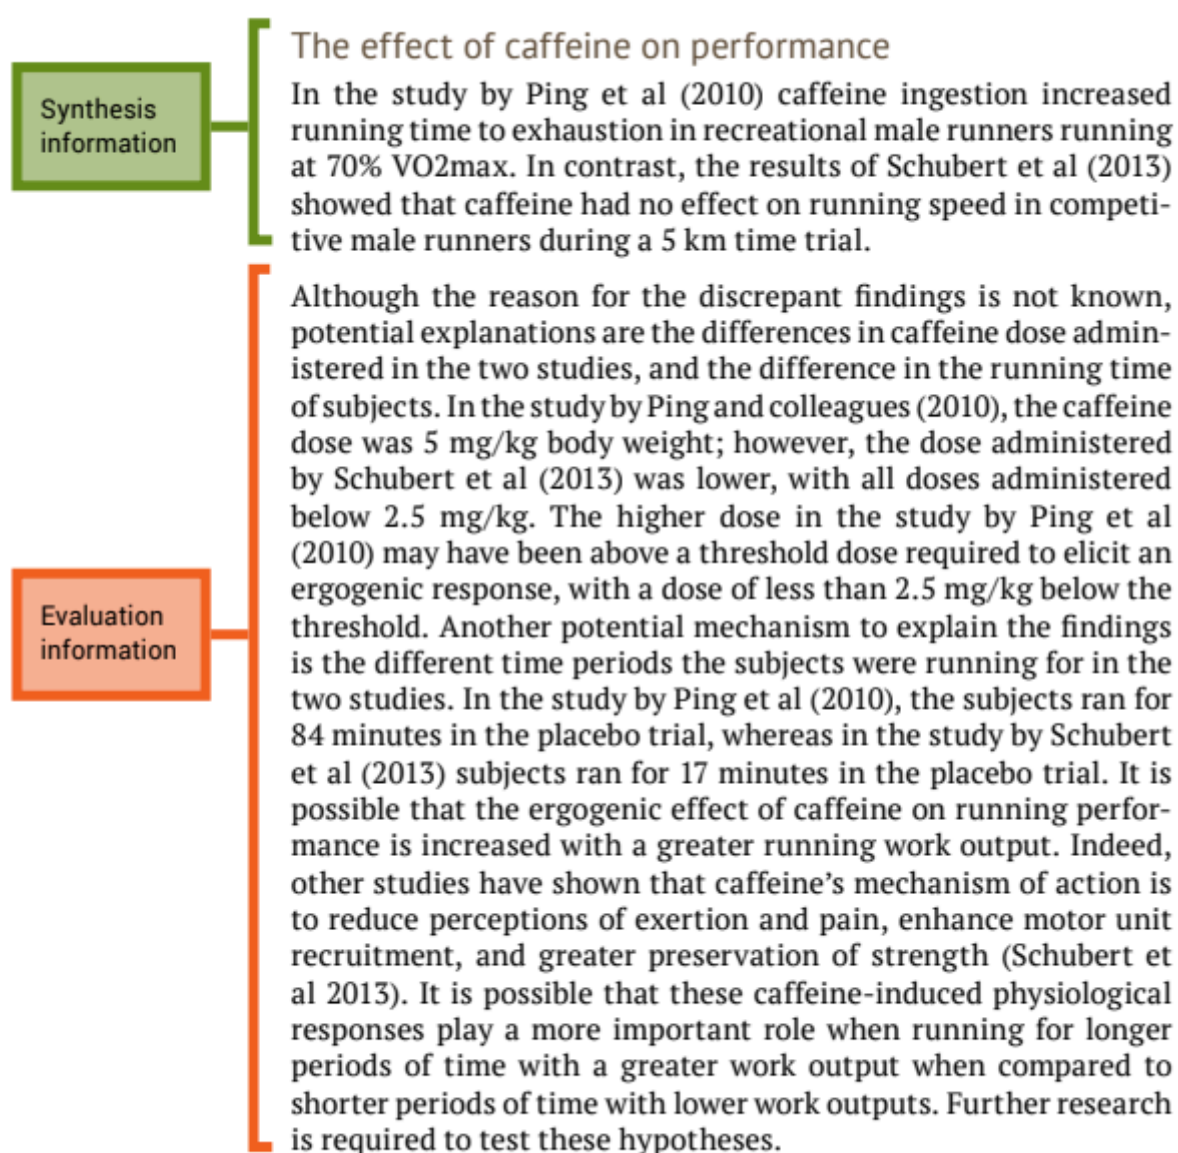 The effect of caffeine on performance
Synthesis
information
In the study by Ping et al (2010) caffeine ingestion increased
running time to exhaustion in recreational male runners running
at 70% VO2max. In contrast, the results of Schubert et al (2013)
showed that caffeine had no effect on running speed in competi-
tive male runners during a 5 km time trial.
Evaluation
information
Although the reason for the discrepant findings is not known,
potential explanations are the differences in caffeine dose admin-
istered in the two studies, and the difference in the running time
of subjects. In the study by Ping and colleagues (2010), the caffeine
dose was 5 mg/kg body weight; however, the dose administered
by Schubert et al (2013) was lower, with all doses administered
below 2.5 mg/kg. The higher dose in the study by Ping et al
(2010) may have been above a threshold dose required to elicit an
ergogenic response, with a dose of less than 2.5 mg/kg below the
threshold. Another potential mechanism to explain the findings
is the different time periods the subjects were running for in the
two studies. In the study by Ping et al (2010), the subjects ran for
84 minutes in the placebo trial, whereas in the study by Schubert
et al (2013) subjects ran for 17 minutes in the placebo trial. It is
possible that the ergogenic effect of caffeine on running perfor-
mance is increased with a greater running work output. Indeed,
other studies have shown that caffeine’s mechanism of action is
to reduce perceptions of exertion and pain, enhance motor unit
recruitment, and greater preservation of strength (Schubert et
al 2013). It is possible that these caffeine-induced physiological
responses play a more important role when running for longer
periods of time with a greater work output when compared to
shorter periods of time with lower work outputs. Further research
is required to test these hypotheses.